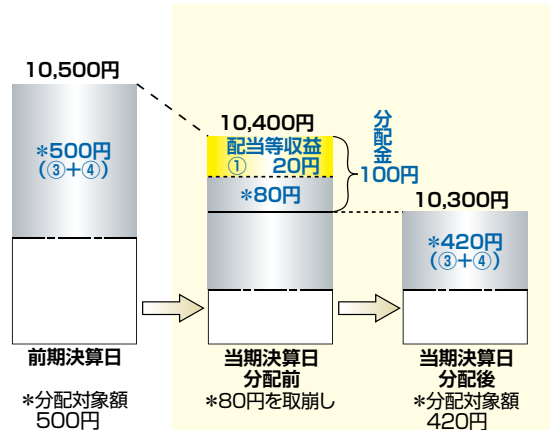 10,500円
*500円
(③+④)
前期決算日
*分配対象額
500円
10,400円
配当等収益
① 20円
*80円
分配金
100円
当期決算日
分配前
*80円を取崩し
10,300円
*420円
(③+④)
当期決算日
分配後
*分配対象額
420円